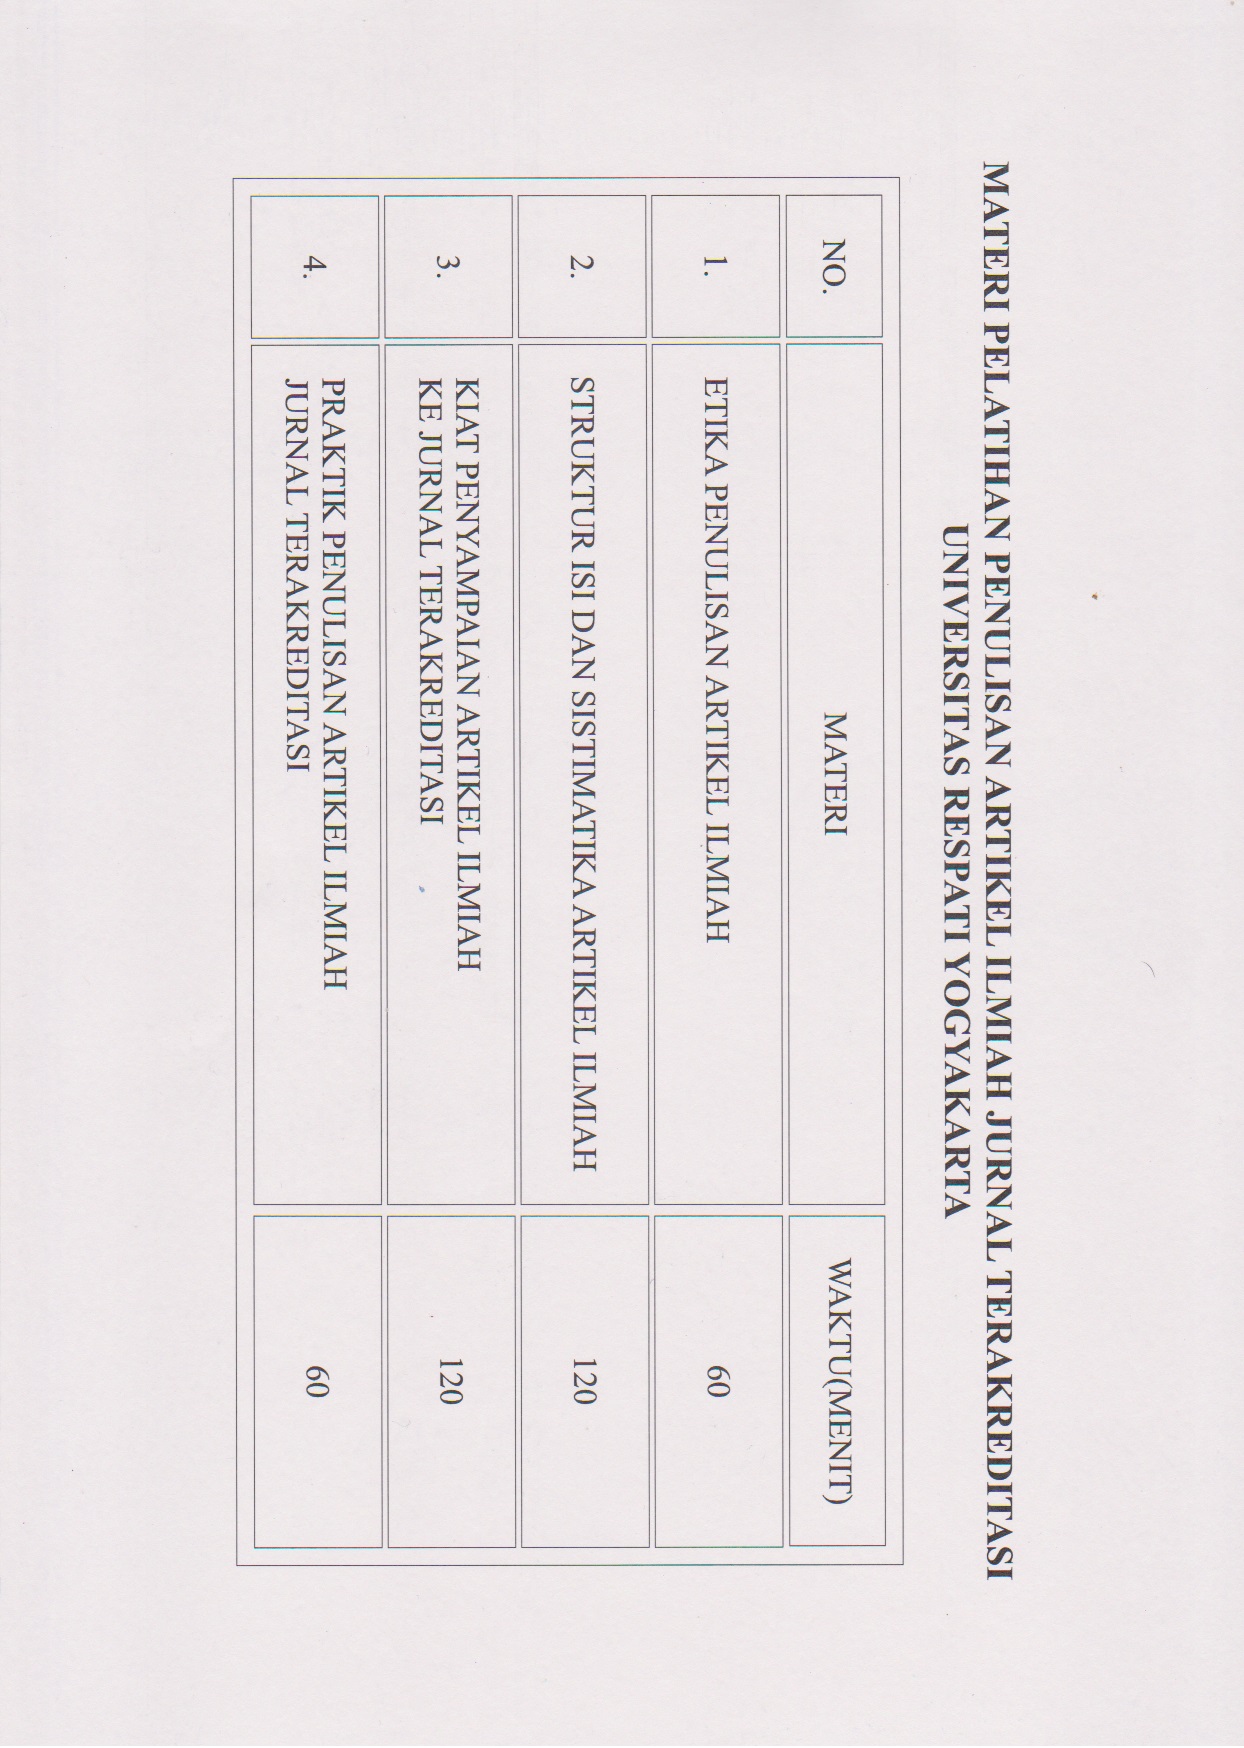 MATERI PELATIHAN PENULISAN ARTIKEL ILMIAH JURNAL TERAKREDITASI
UNIVERSITAS RESPATI YOGYAKARTA
NO. MATERI WAKTU(MENIT)
1. ETIKA PENULISAN ARTIKEL ILMIAH 60
2. STRUKTUR ISI DAN SISTIMATIKA ARTIKEL ILMIAH 120
3. KIAT PENYAMPAIAN ARTIKEL ILMIAH 120
KE JURNAL TERAKREDITASI
4. PRAKTIK PENULISAN ARTIKEL ILMIAH 60
JURNAL TERAKREDITASI